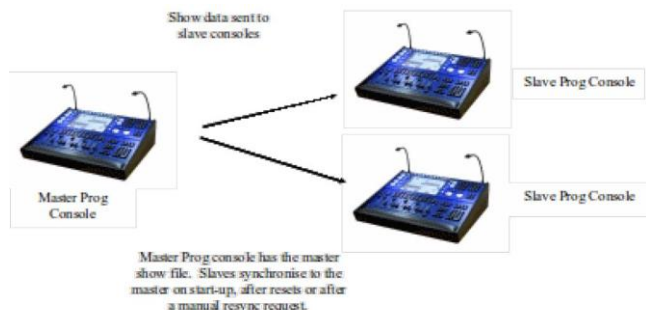 Show data sent to
slave consoles
Slave Prog Console
Master Prog
Console
Slave Prog Console
Master Prog console has the master
show file. Slaves synchronise to the
master on start-up, after resets or after
a manual resync request.